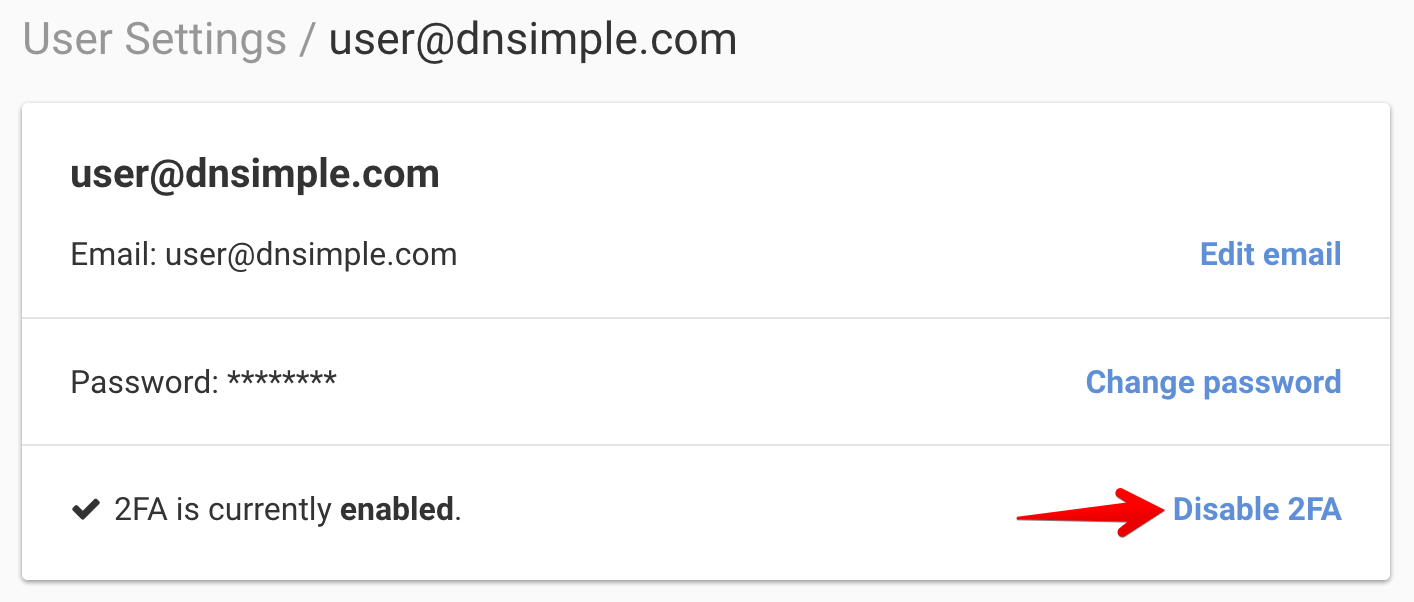 User Settings / user@dnsimple.com
user@dnsimple.com
Email: user@dnsimple.com Edit email
Password: ******** Change password
2FA is currently enabled. Disable 2FA